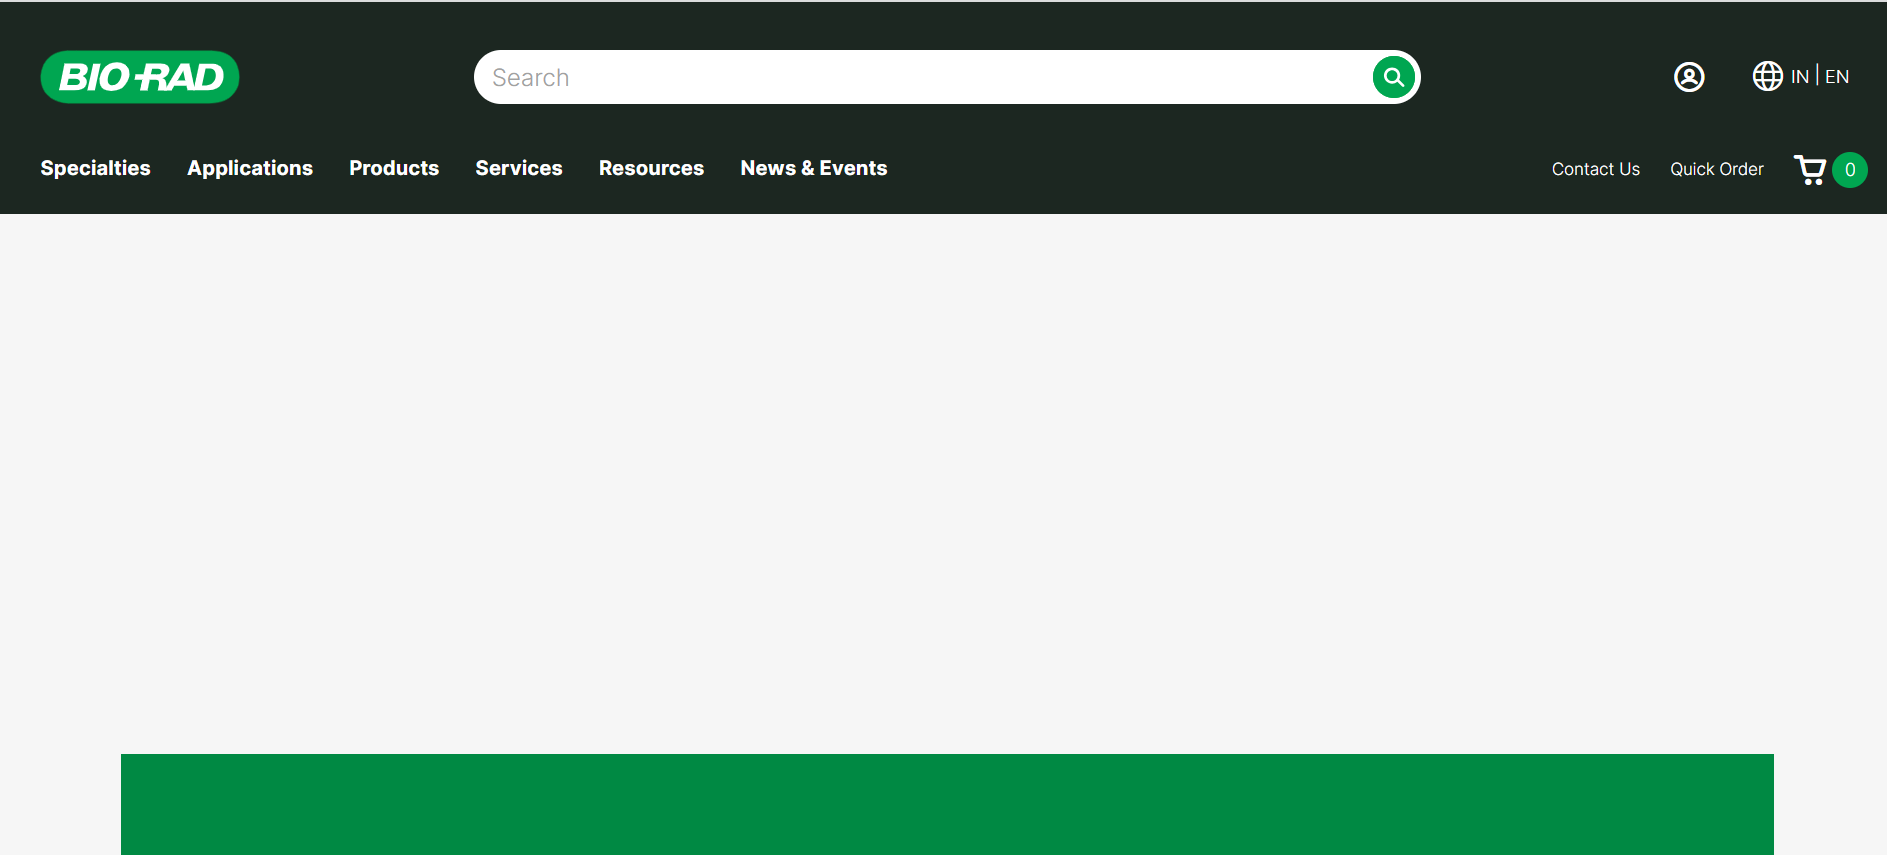 BIO-RAD
Search
IN | EN
Specialties Applications Products Services Resources News & Events
Contact Us Quick Order 0